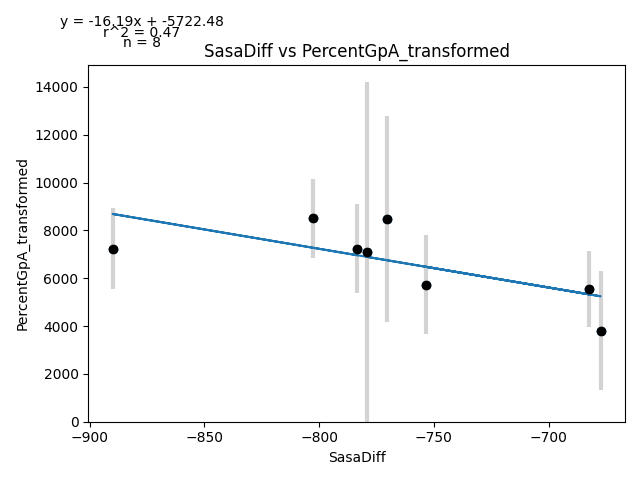 y = -16.19x + -5722.48
r^2 = 0.47
n = 8
SasaDiff vs PercentGpA_transformed
PercentGpA_transformed
14000
12000
10000
8000
6000
4000
2000
0
−900
−850
−800
−750
−700
SasaDiff